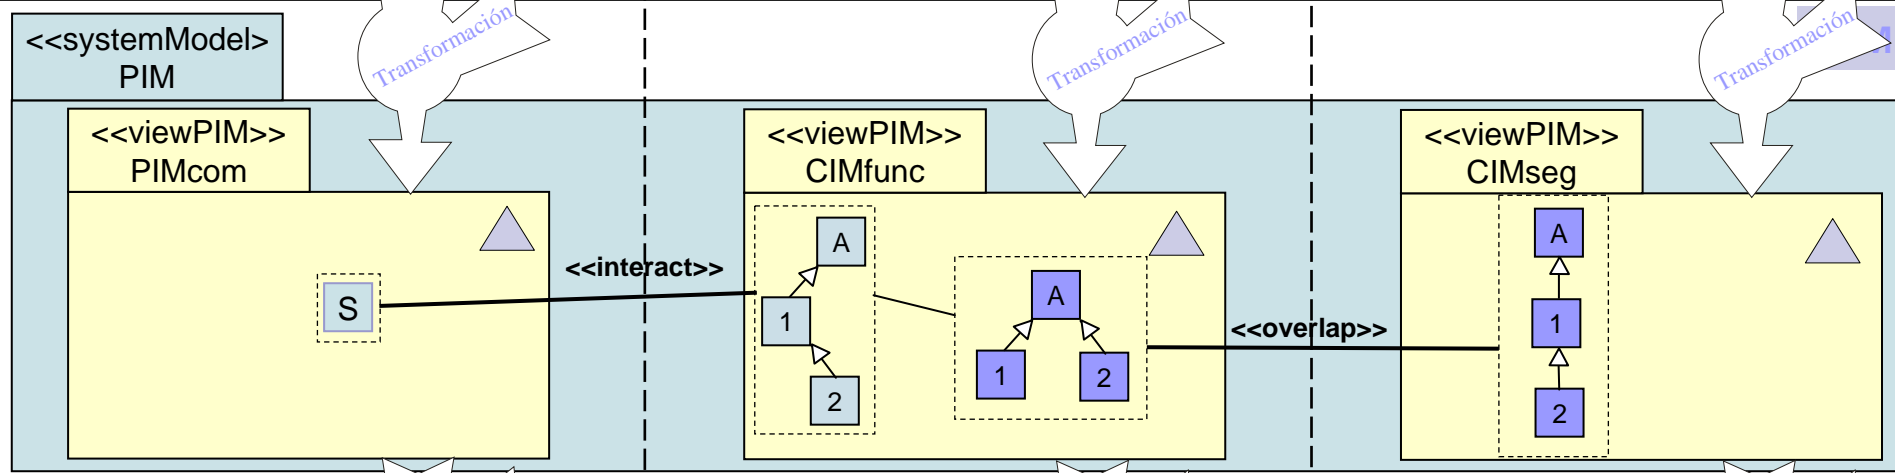 <<systemModel>
PIM
Transformación
Transformación
Transformación
<<viewPIM>>
PIMcom
<<viewPIM>>
CIMfunc
<<viewPIM>>
CIMseg
S
<<interact>>
A
1
2
A
1
2
<<overlap>>
A
1
2